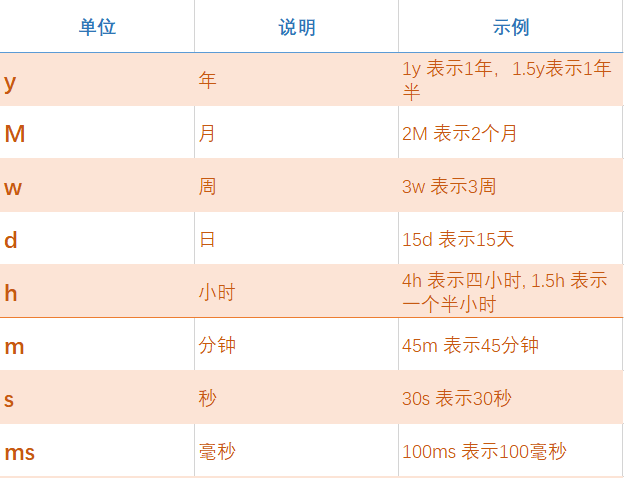 单位 说明 示例
y 年 1y 表示1年，1.5y表示1年
半
M 月 2M 表示2个月
w 周 3w 表示3周
d 日 15d 表示15天
h 小时 4h 表示四小时, 1.5h 表示
一个半小时
m 分钟 45m 表示45分钟
s 秒 30s 表示30秒
ms 毫秒 100ms 表示100毫秒